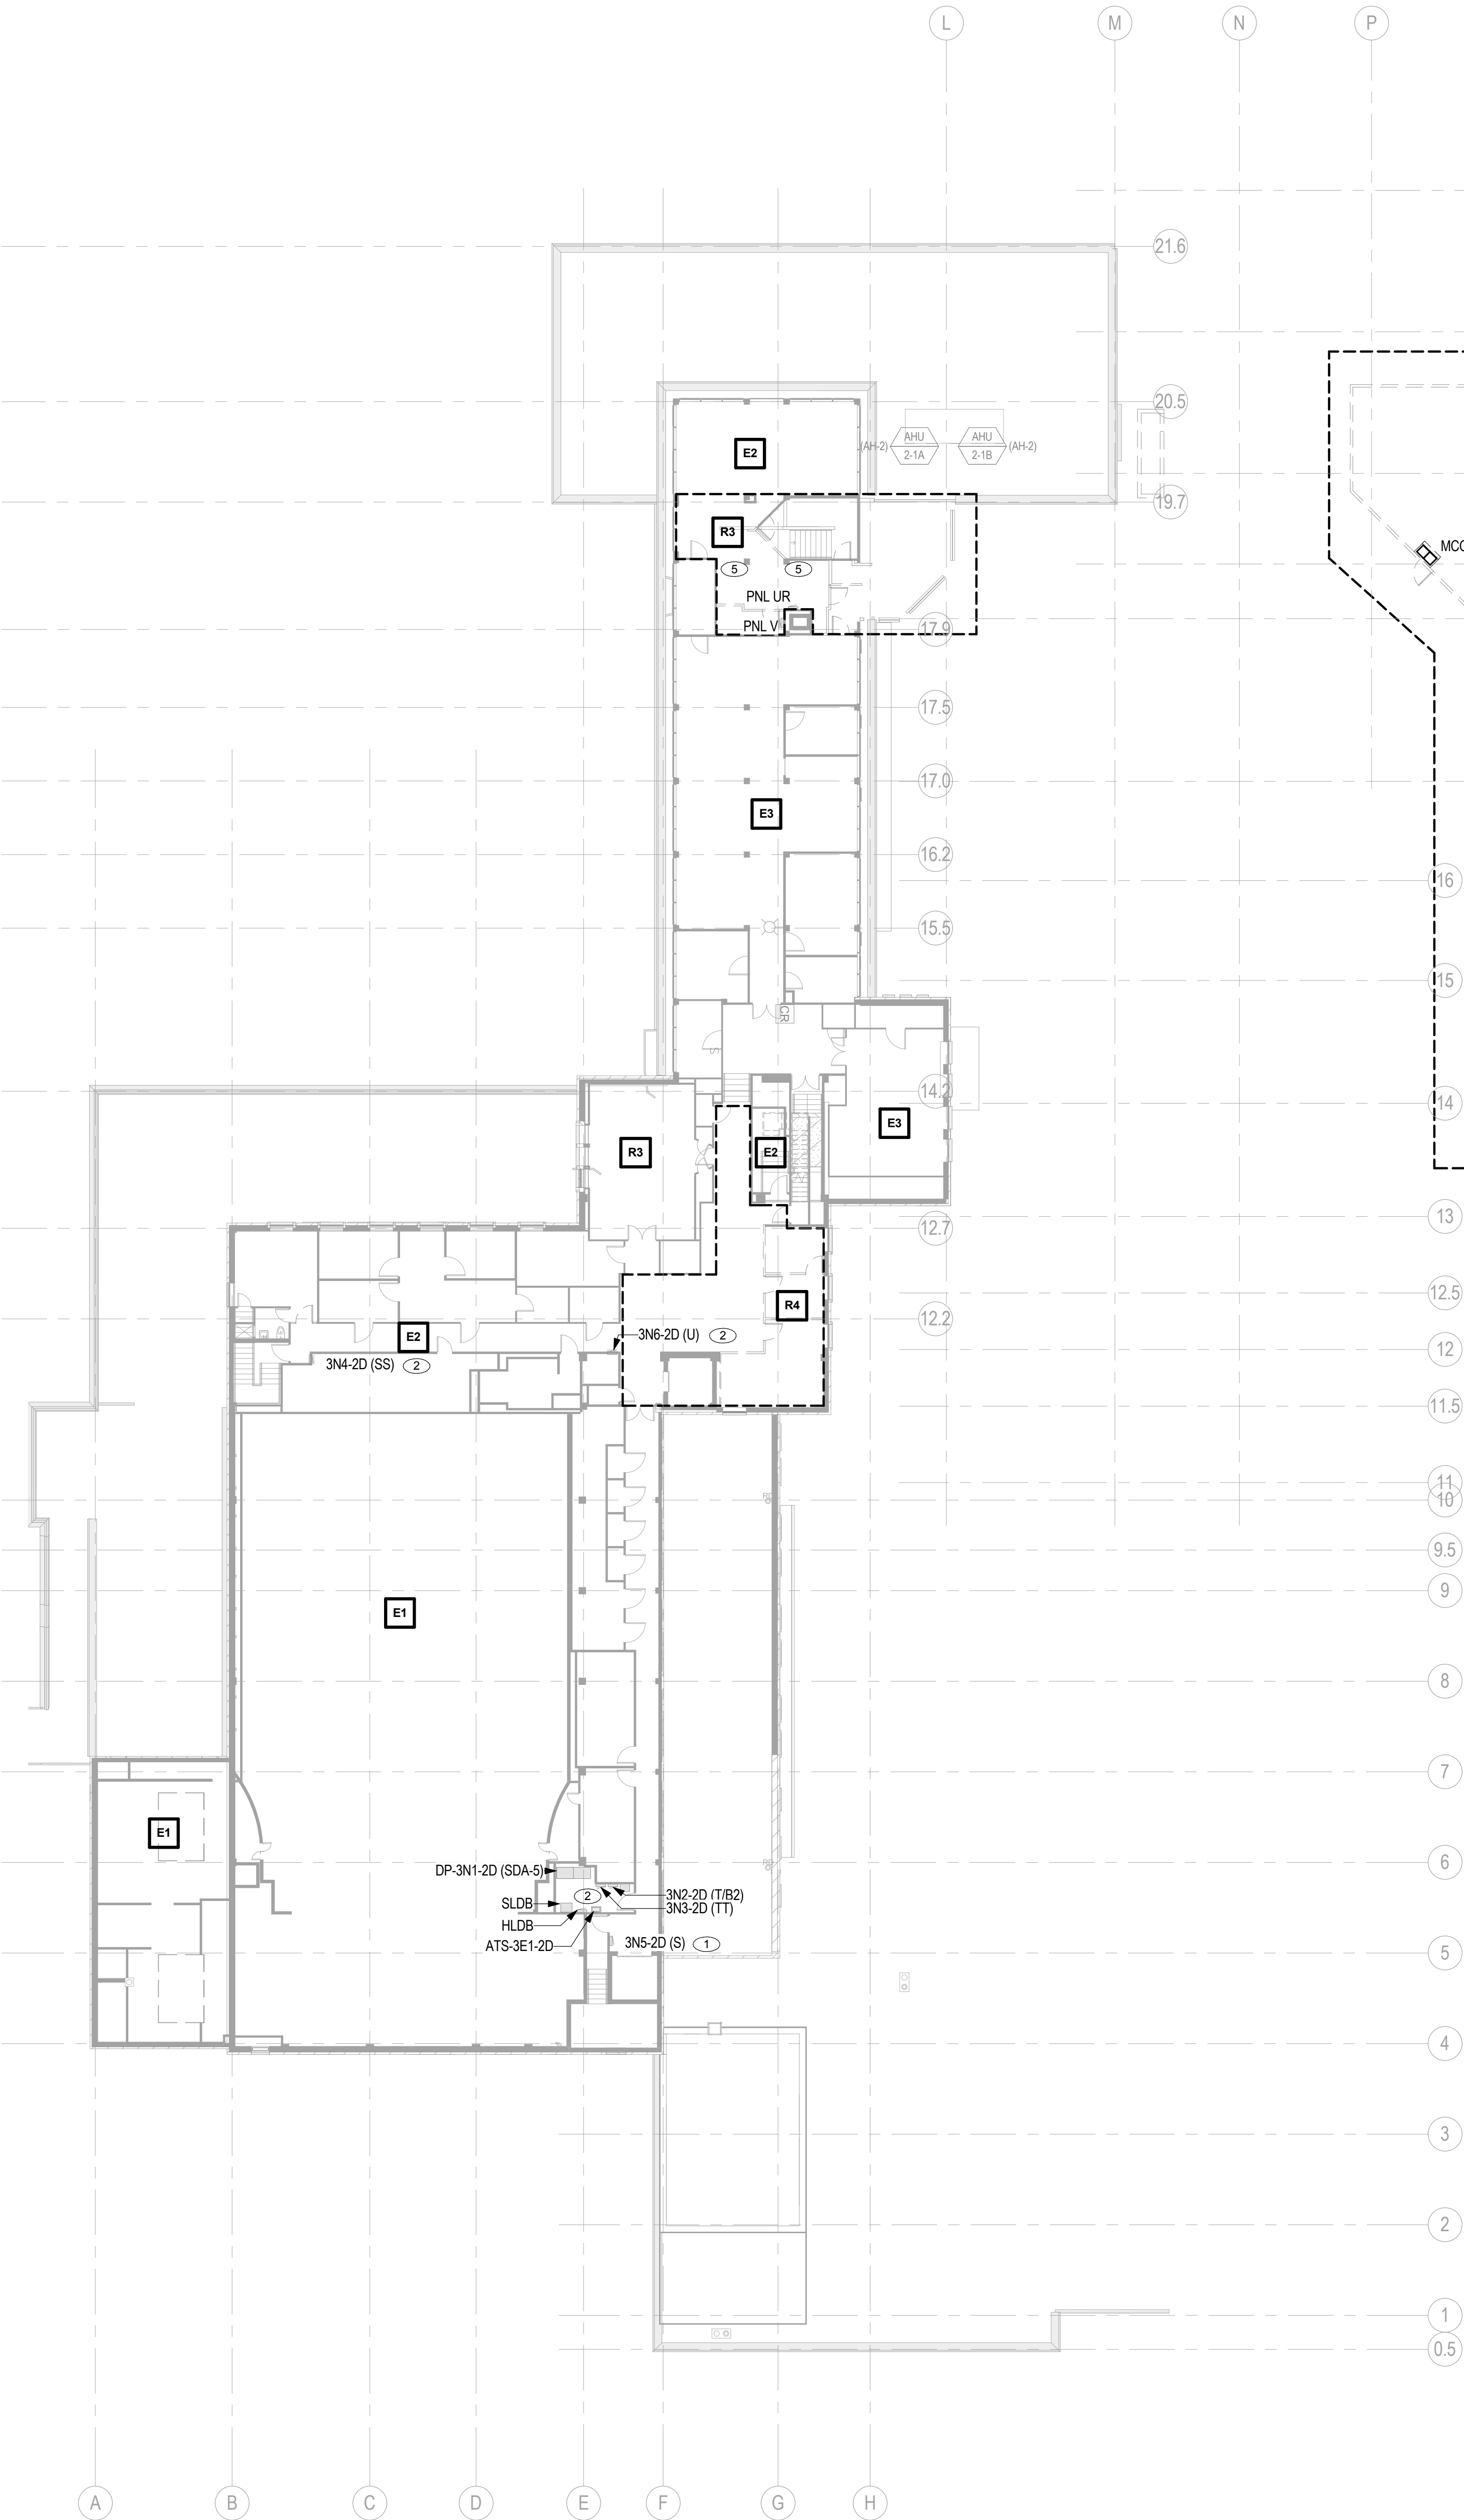 L M N P
21.6
20.5
E2
(AH-2) AHU 2-1A
AHU 2-1B (AH-2)
19.7
R3
MCC
5 5
PNL UR
PNL V
17.9
17.5
17.0
E3
16.2
16
15.5
15
CR
S
14.2
14
E3
R3
E2
13
12.7
12.5
R4
12.2
3N6-2D (U) 2
E2
12
3N4-2D (SS) 2
11.5
11
10
9.5
9
E1
8
7
E1
6
DP-3N1-2D (SDA-5)
2
3N2-2D (T/B2)
SLDB
3N3-2D (TT)
HLDB
ATS-3E1-2D
3N5-2D (S) 1
5
4
3
2
1
0.5
A B C D E F G H